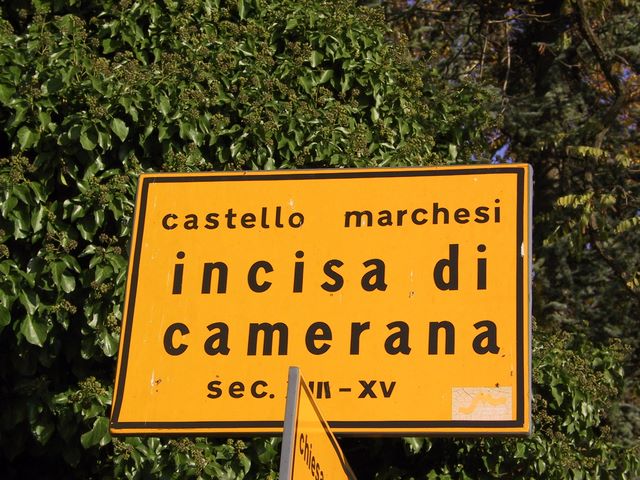 castello marchesi
incisa di
camerana
sec. – XV
chiesa